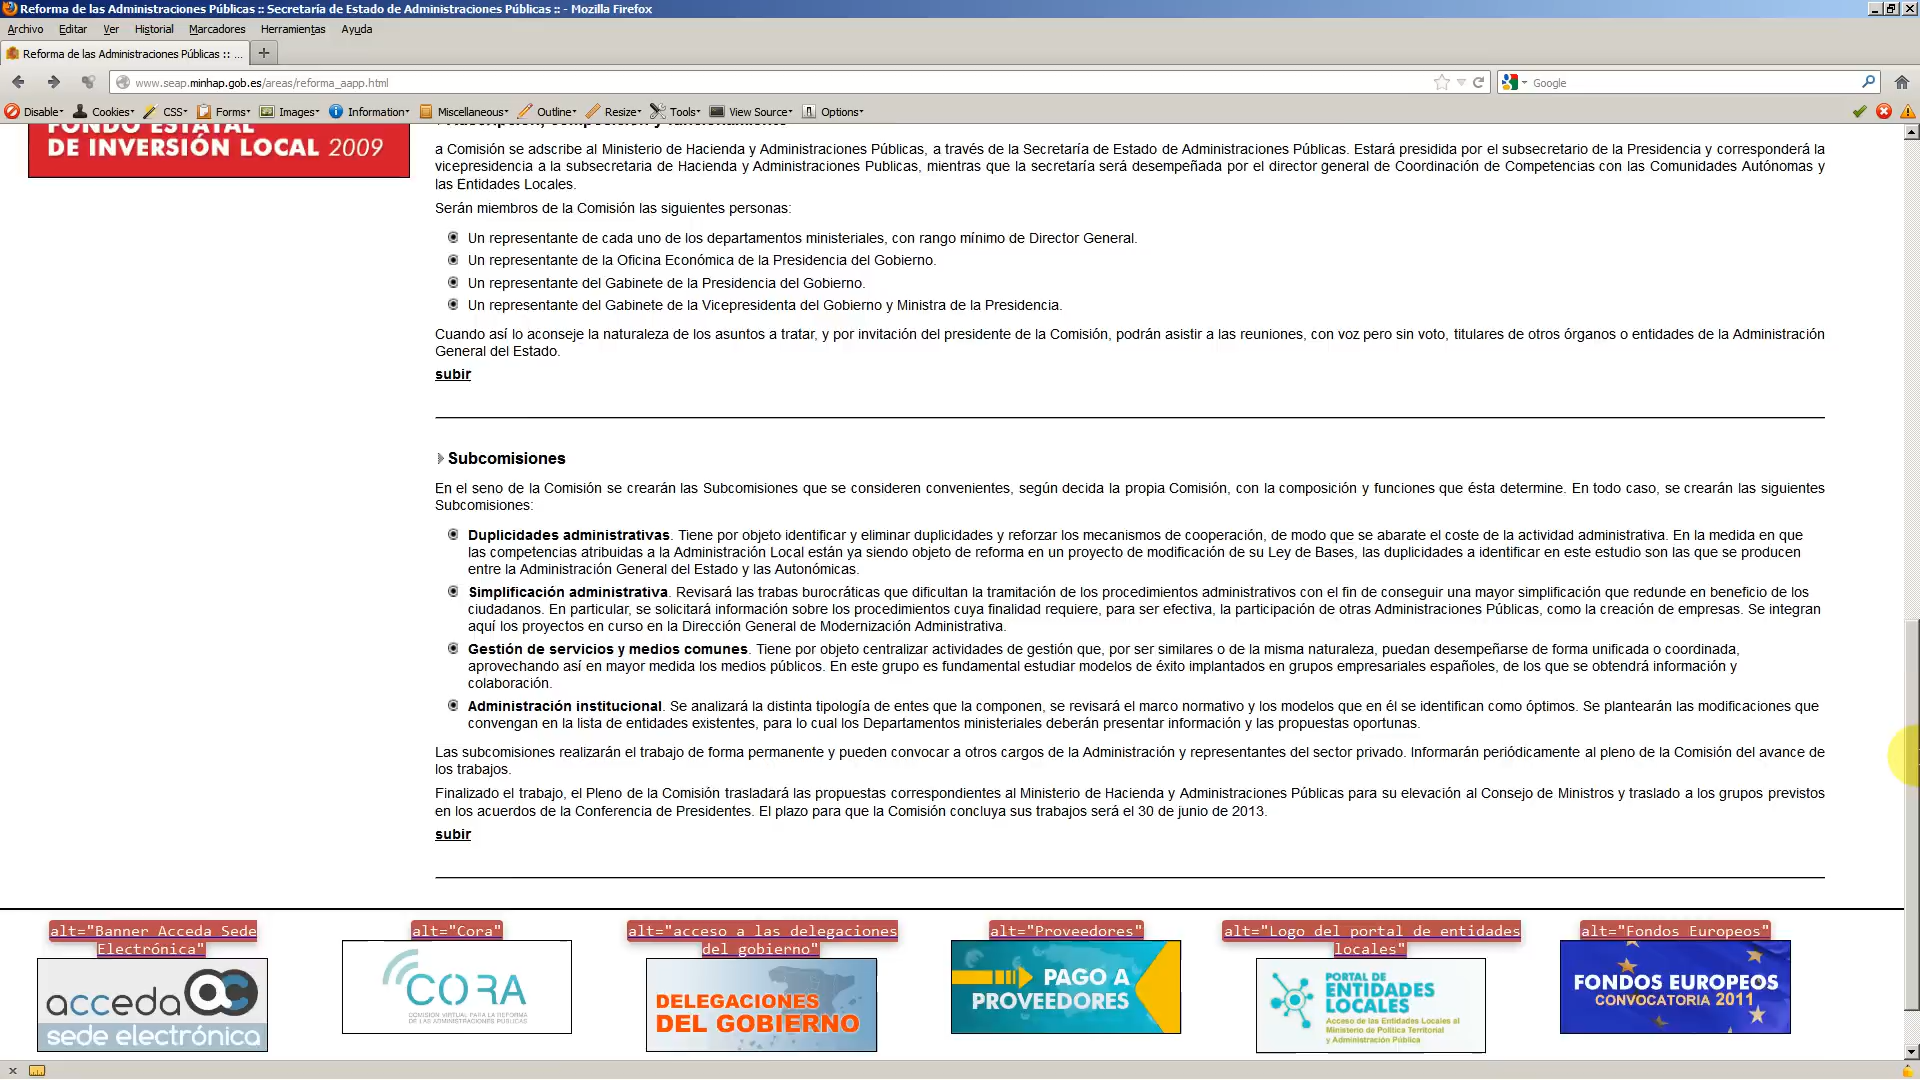 Reforma de las Administraciones Públicas :: Secretaría de Estado de Administraciones Públicas :: - Mozilla Firefox
Archivo Editar Ver Historial Marcadores Herramientas Ayuda
Reforma de las Administraciones Públicas :: ...
www.seap.minhap.gob.es/areas/reforma_aapp.html
Google
Disable Cookies CSS Forms Images Information Miscellaneous Outline Resize Tools View Source Options
FONDO ESTATAL
DE INVERSIÓN LOCAL 2009
a Comisión se adscribe al Ministerio de Hacienda y Administraciones Públicas, a través de la Secretaría de Estado de Administraciones Públicas. Estará presidida por el subsecretario de la Presidencia y corresponderá la
vicepresidencia a la subsecretaria de Hacienda y Administraciones Publicas, mientras que la secretaría será desempeñada por el director general de Coordinación de Competencias con las Comunidades Autónomas y
las Entidades Locales.
Serán miembros de la Comisión las siguientes personas:
Un representante de cada uno de los departamentos ministeriales, con rango mínimo de Director General.
Un representante de la Oficina Económica de la Presidencia del Gobierno.
Un representante del Gabinete de la Presidencia del Gobierno.
Un representante del Gabinete de la Vicepresidenta del Gobierno y Ministra de la Presidencia.
Cuando así lo aconseje la naturaleza de los asuntos a tratar, y por invitación del presidente de la Comisión, podrán asistir a las reuniones, con voz pero sin voto, titulares de otros órganos o entidades de la Administración
General del Estado.
subir
Subcomisiones
En el seno de la Comisión se crearán las Subcomisiones que se consideren convenientes, según decida la propia Comisión, con la composición y funciones que ésta determine. En todo caso, se crearán las siguientes
Subcomisiones:
Duplicidades administrativas. Tiene por objeto identificar y eliminar duplicidades y reforzar los mecanismos de cooperación, de modo que se abarate el coste de la actividad administrativa. En la medida en que
las competencias atribuidas a la Administración Local están ya siendo objeto de reforma en un proyecto de modificación de su Ley de Bases, las duplicidades a identificar en este estudio son las que se producen
entre la Administración General del Estado y las Autonómicas.
Simplificación administrativa. Revisará las trabas burocráticas que dificultan la tramitación de los procedimientos administrativos con el fin de conseguir una mayor simplificación que redunde en beneficio de los
ciudadanos. En particular, se solicitará información sobre los procedimientos cuya finalidad requiere, para ser efectiva, la participación de otras Administraciones Públicas, como la creación de empresas. Se integran
aquí los proyectos en curso en la Dirección General de Modernización Administrativa.
Gestión de servicios y medios comunes. Tiene por objeto centralizar actividades de gestión que, por ser similares o de la misma naturaleza, puedan desempeñarse de forma unificada o coordinada,
aprovechando así en mayor medida los medios públicos. En este grupo es fundamental estudiar modelos de éxito implantados en grupos empresariales españoles, de los que se obtendrá información y
colaboración.
Administración institucional. Se analizará la distinta tipología de entes que la componen, se revisará el marco normativo y los modelos que en él se identifican como óptimos. Se plantearán las modificaciones que
convengan en la lista de entidades existentes, para lo cual los Departamentos ministeriales deberán presentar información y las propuestas oportunas.
Las subcomisiones realizarán el trabajo de forma permanente y pueden convocar a otros cargos de la Administración y representantes del sector privado. Informarán periódicamente al pleno de la Comisión del avance de
los trabajos.
Finalizado el trabajo, el Pleno de la Comisión trasladará las propuestas correspondientes al Ministerio de Hacienda y Administraciones Públicas para su elevación al Consejo de Ministros y traslado a los grupos previstos
en los acuerdos de la Conferencia de Presidentes. El plazo para que la Comisión concluya sus trabajos será el 30 de junio de 2013.
subir
alt="Banner Acceda Sede
Electrónica"
acceda ac
sede electrónica
alt="Cora"
CORA
COMISIÓN VIRTUAL PARA LA REFORMA
DE LAS ADMINISTRACIONES PÚBLICAS
alt="acceso a las delegaciones
del gobierno"
DELEGACIONES
DEL GOBIERNO
alt="Proveedores"
PAGO A
PROVEEDORES
alt="Logo del portal de entidades
locales"
PORTAL DE
ENTIDADES
LOCALES
Acceso de las Entidades Locales al
Ministerio de Política Territorial
y Administración Pública
alt="Fondos Europeos"
FONDOS EUROPEOS
CONVOCATORIA 2011